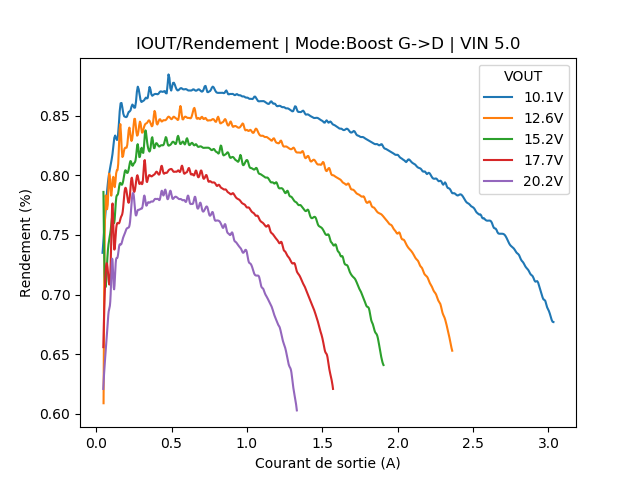 IOUT/Rendement | Mode:Boost G->D | VIN 5.0
VOUT
10.1V
12.6V
15.2V
17.7V
20.2V
Rendement (%)
0.85
0.80
0.75
0.70
0.65
0.60
0.0 0.5 1.0 1.5 2.0 2.5 3.0
Courant de sortie (A)